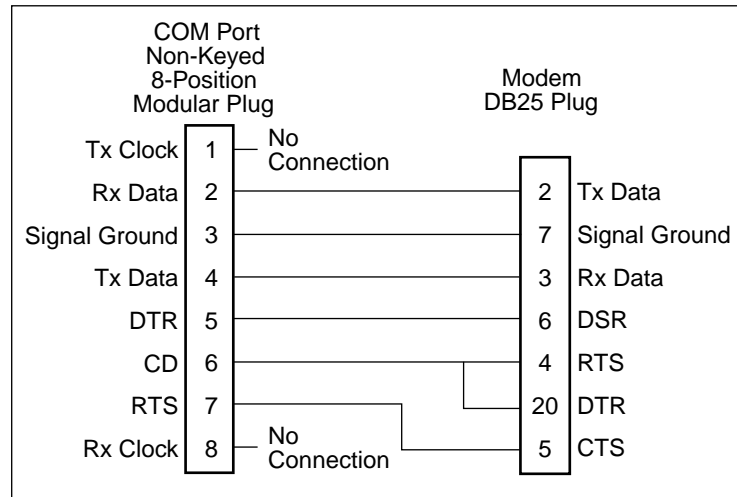 COM Port
Non-Keyed
8-Position
Modular Plug
Modem
DB25 Plug
Tx Clock 1 No
Connection
Rx Data 2 2 Tx Data
Signal Ground 3 7 Signal Ground
Tx Data 4 3 Rx Data
DTR 5 6 DSR
CD 6 4 RTS
RTS 7 20 DTR
Rx Clock 8 No
Connection
5 CTS